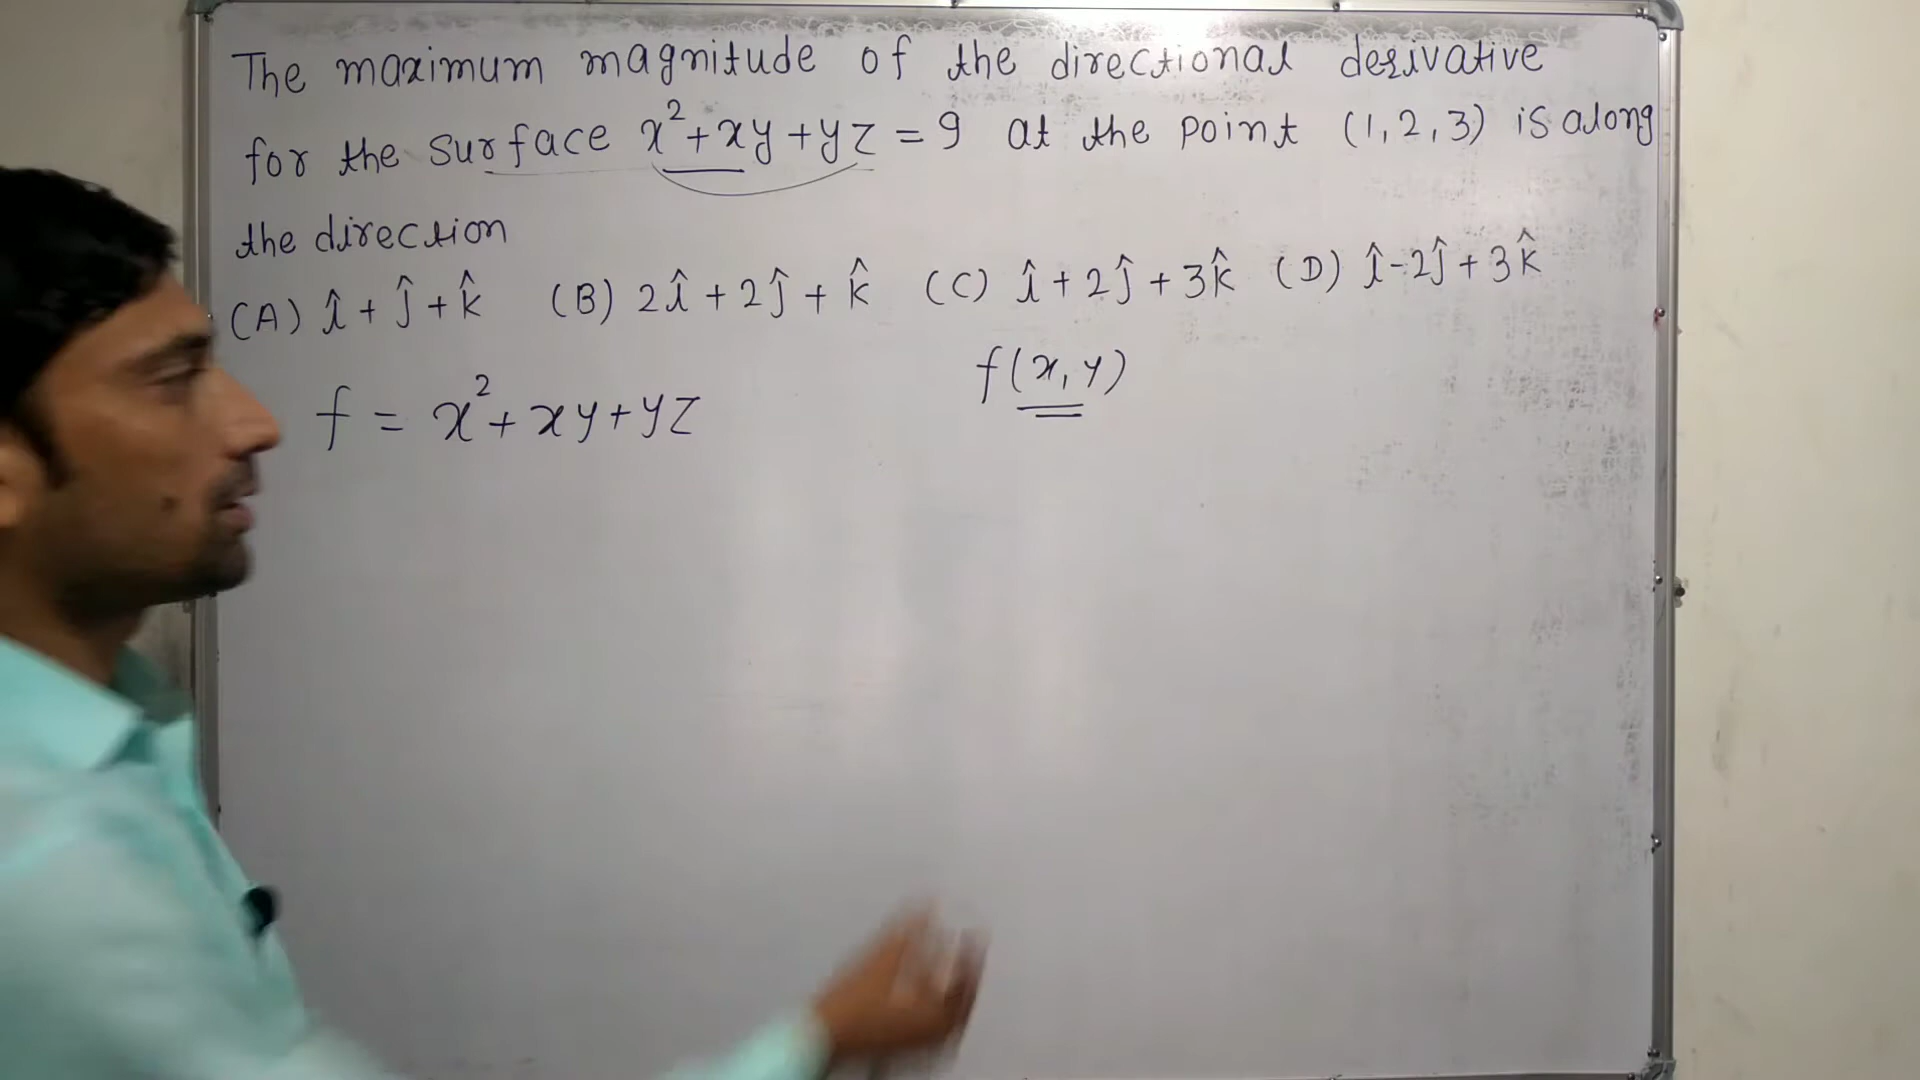 The maximum magnitude of the directional derivative
for the surface x²+xy+yz = 9 at the point (1,2,3) is along
the direction
(A) î + ĵ + k̂ (B) 2î + 2ĵ + k̂ (C) î + 2ĵ + 3k̂ (D) î - 2ĵ + 3k̂
f(x,y)
f = x²+xy+yz